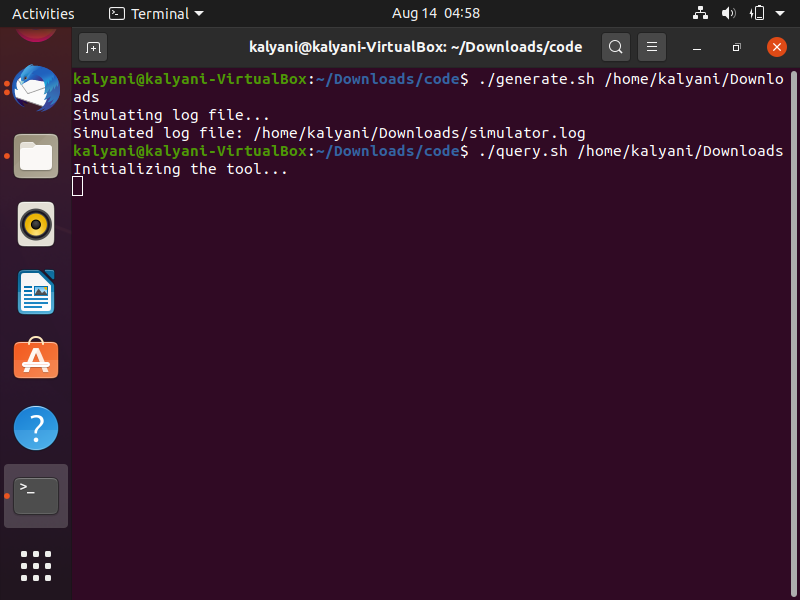 Activities
Terminal
Aug 14 04:58
kalyani@kalyani-VirtualBox: ~/Downloads/code
kalyani@kalyani-VirtualBox:~/Downloads/code$ ./generate.sh /home/kalyani/Downlo
ads
Simulating log file...
Simulated log file: /home/kalyani/Downloads/simulator.log
kalyani@kalyani-VirtualBox:~/Downloads/code$ ./query.sh /home/kalyani/Downloads
Initializing the tool...